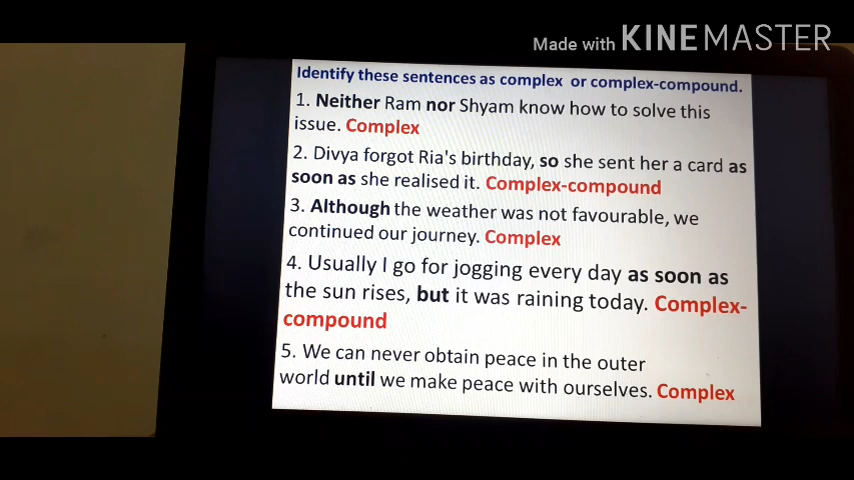 Made with KINEMASTER
Identify these sentences as complex or complex-compound.
1. Neither Ram nor Shyam know how to solve this
issue. Complex
2. Divya forgot Ria's birthday, so she sent her a card as
soon as she realised it. Complex-compound
3. Although the weather was not favourable, we
continued our journey. Complex
4. Usually I go for jogging every day as soon as
the sun rises, but it was raining today. Complex-
compound
5. We can never obtain peace in the outer
world until we make peace with ourselves. Complex